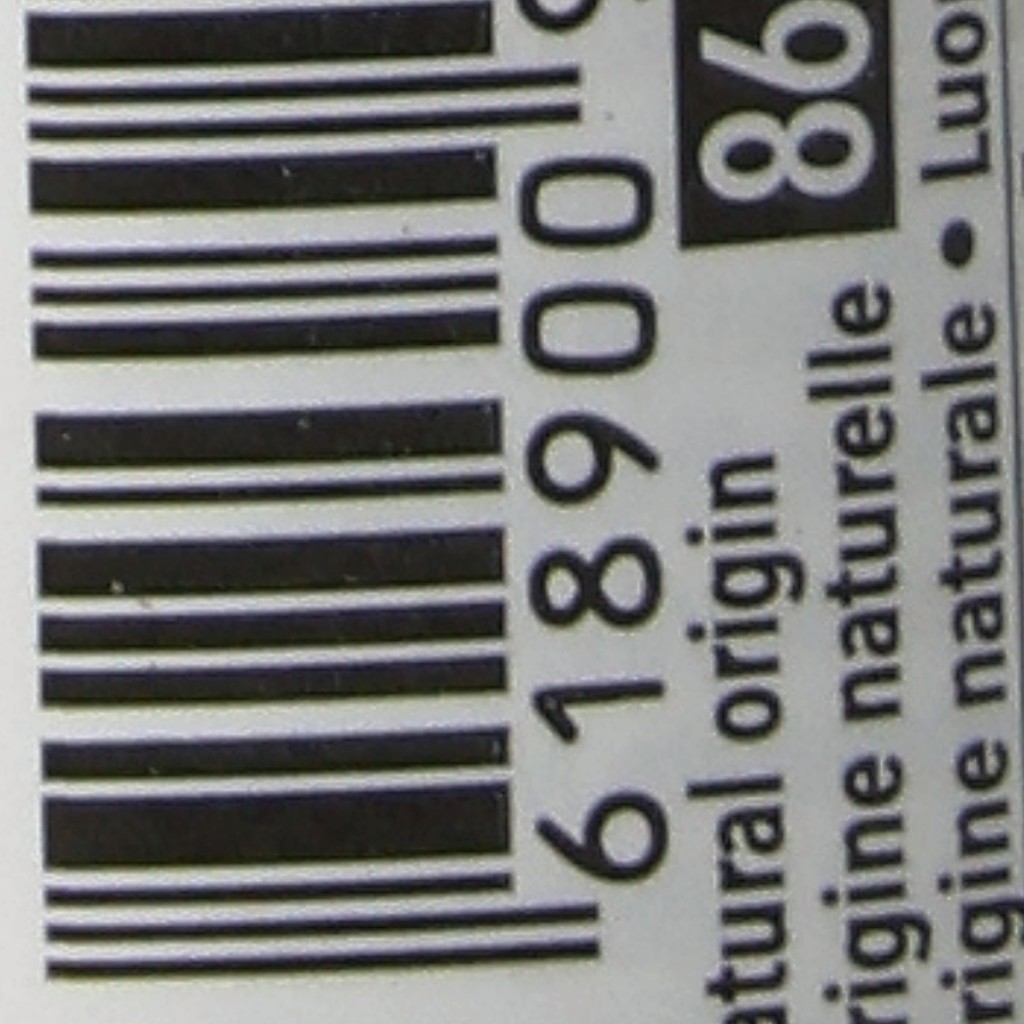 618900
86
atural origin
rigine naturelle
rigine naturale • Luo